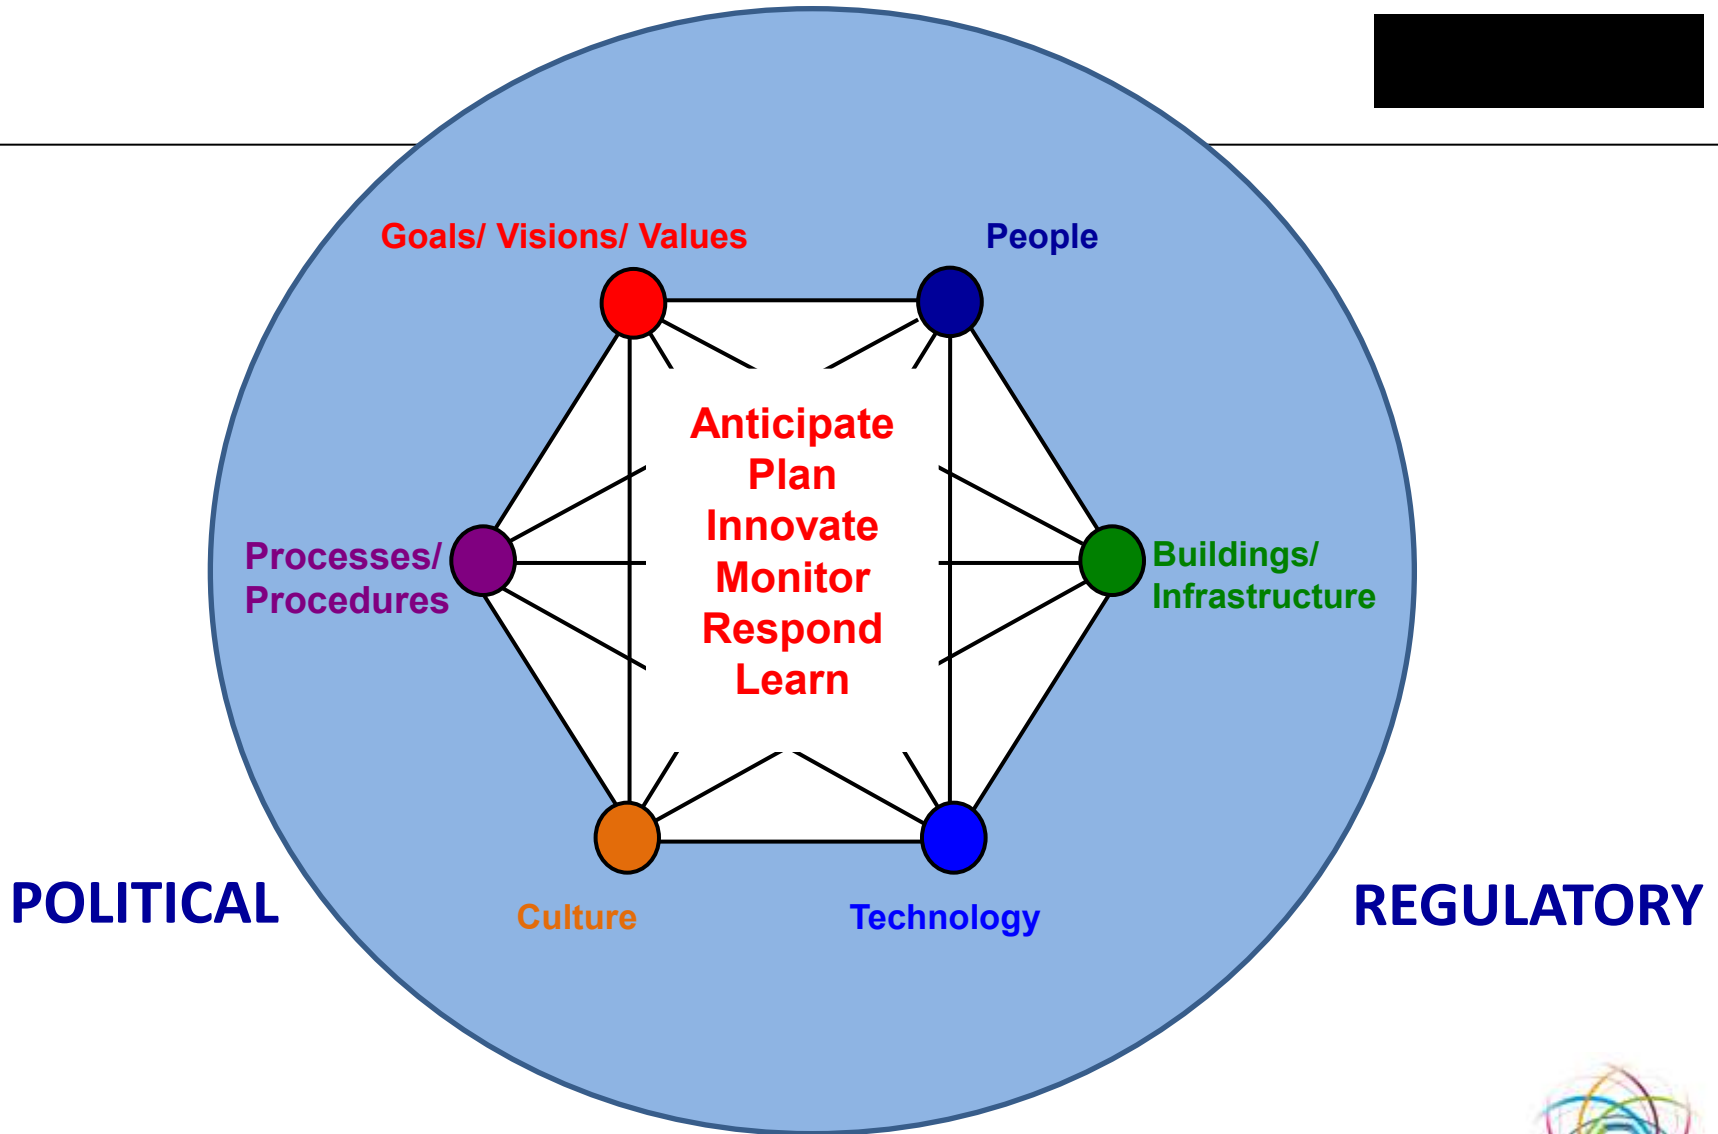 Goals/ Visions/ Values
People
Anticipate
Plan
Innovate
Monitor
Respond
Learn
Processes/
Procedures
Buildings/
Infrastructure
POLITICAL
Culture
Technology
REGULATORY